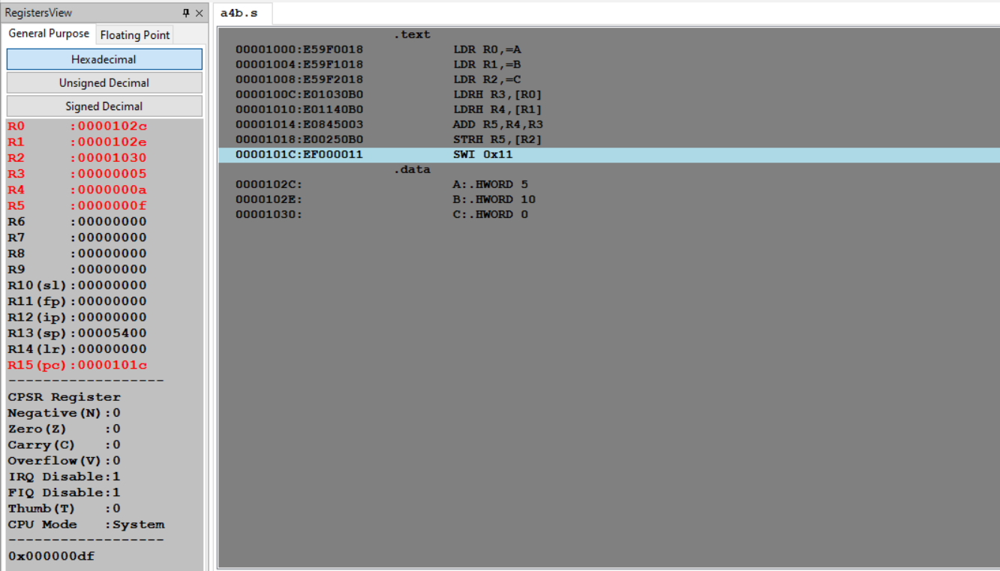 RegistersView
General Purpose Floating Point
Hexadecimal
Unsigned Decimal
Signed Decimal
R0 :0000102c
R1 :0000102e
R2 :00001030
R3 :00000005
R4 :0000000a
R5 :0000000f
R6 :00000000
R7 :00000000
R8 :00000000
R9 :00000000
R10(sl):00000000
R11(fp):00000000
R12(ip):00000000
R13(sp):00005400
R14(lr):00000000
R15(pc):0000101c
------------------
CPSR Register
Negative(N):0
Zero(Z) :0
Carry(C) :0
Overflow(V):0
IRQ Disable:1
FIQ Disable:1
Thumb(T) :0
CPU Mode :System
------------------
0x000000df
a4b.s
.text
00001000:E59F0018 LDR R0,=A
00001004:E59F1018 LDR R1,=B
00001008:E59F2018 LDR R2,=C
0000100C:E01030B0 LDRH R3,[R0]
00001010:E01140B0 LDRH R4,[R1]
00001014:E0845003 ADD R5,R4,R3
00001018:E00250B0 STRH R5,[R2]
0000101C:EF000011 SWI 0x11
.data
0000102C: A:.HWORD 5
0000102E: B:.HWORD 10
00001030: C:.HWORD 0